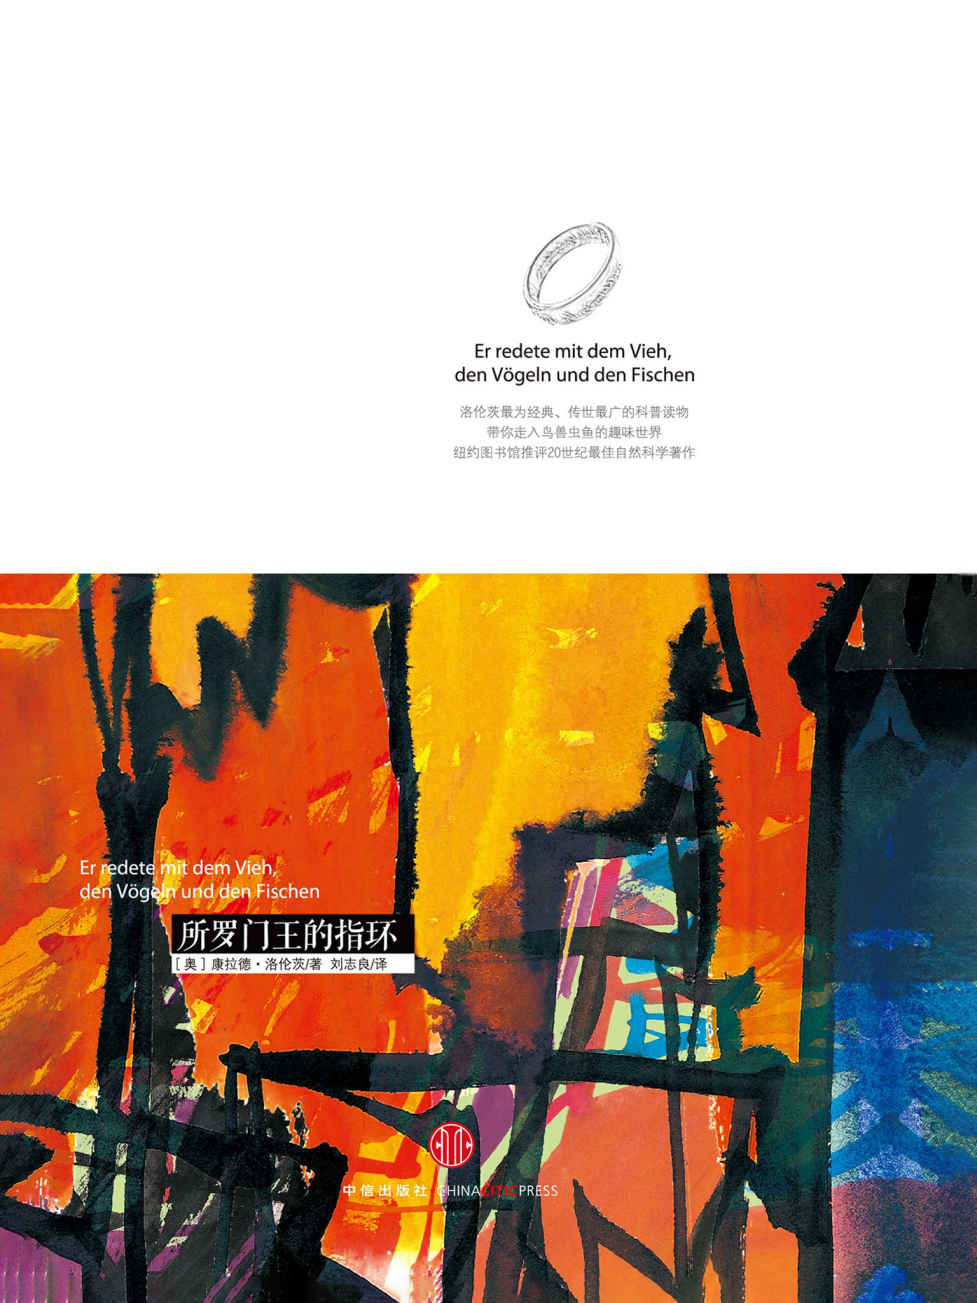 Er redete mit dem Vieh,
den Vögeln und den Fischen
洛伦茨最为经典、传世最广的科普读物
带你走入鸟兽虫鱼的趣味世界
纽约图书馆推评20世纪最佳自然科学著作
Er redete mit dem Vieh,
den Vögeln und den Fischen
所罗门王的指环
[奥]康拉德·洛伦茨/著 刘志良/译
中信出版社 CHINACITICPRESS